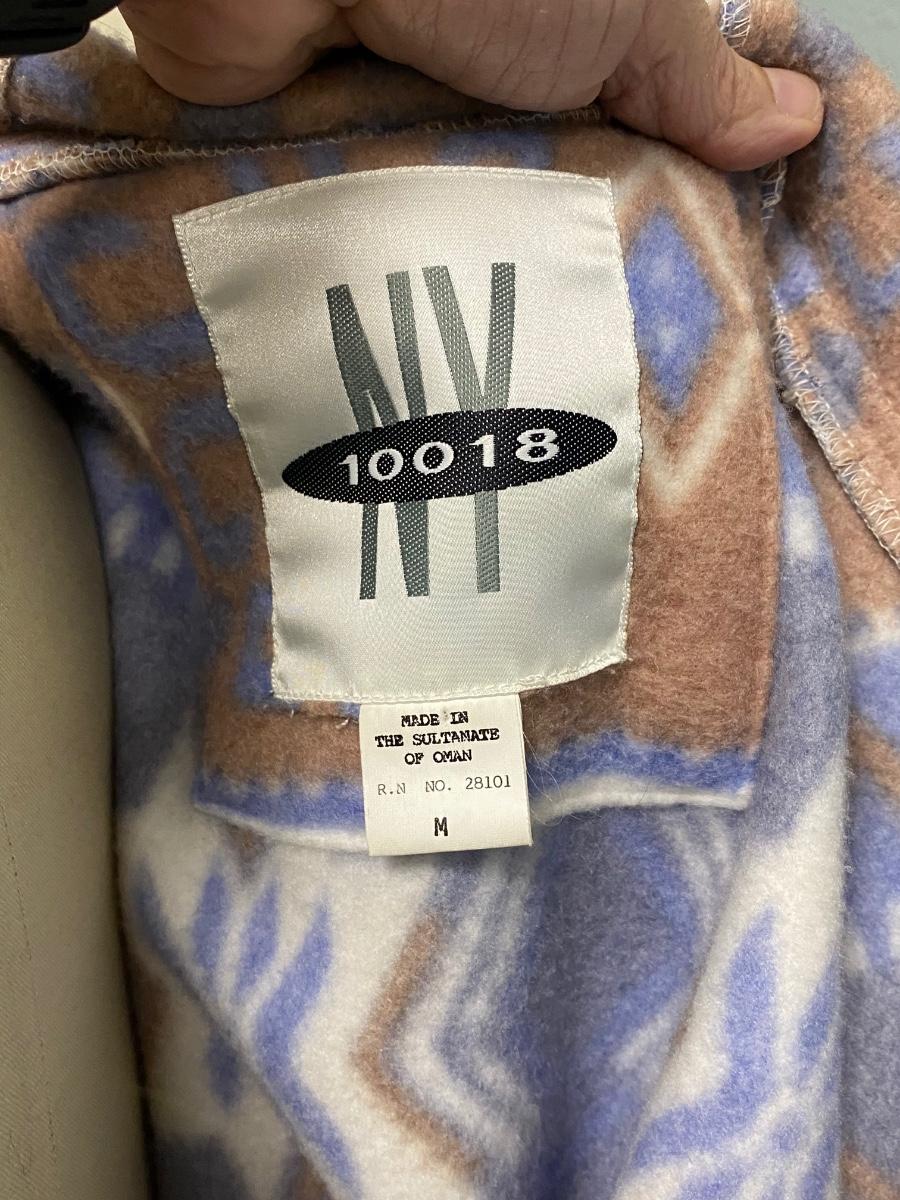 NY
10018
MADE IN
THE SULTANATE
OF OMAN
R.N NO. 28101
M